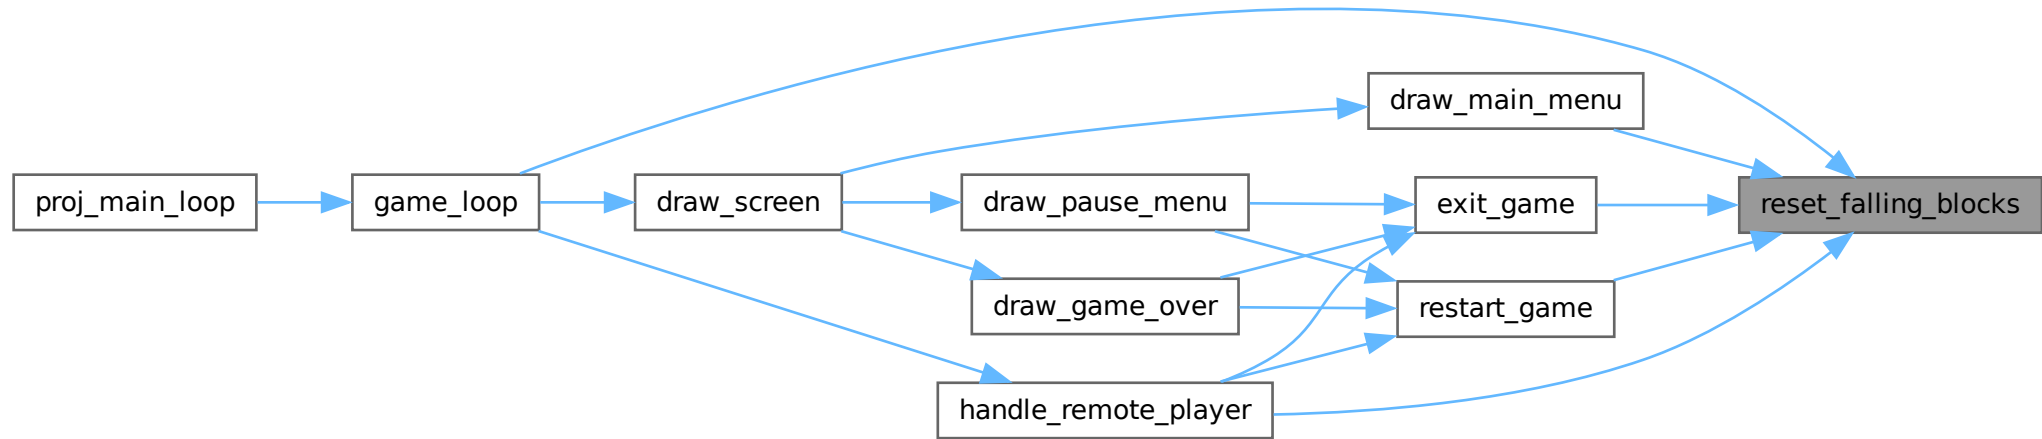 proj_main_loop
game_loop
draw_screen
draw_main_menu
draw_pause_menu
draw_game_over
handle_remote_player
exit_game
restart_game
reset_falling_blocks